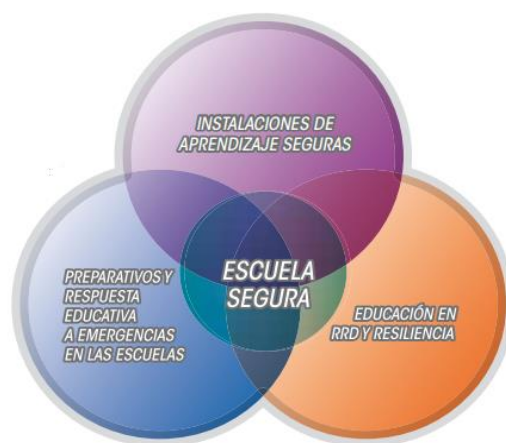 INSTALACIONES DE
APRENDIZAJE SEGURAS
PREPARATIVOS Y
RESPUESTA
EDUCATIVA
A EMERGENCIAS
EN LAS ESCUELAS
ESCUELA
SEGURA
EDUCACIÓN EN
RRD Y RESILIENCIA